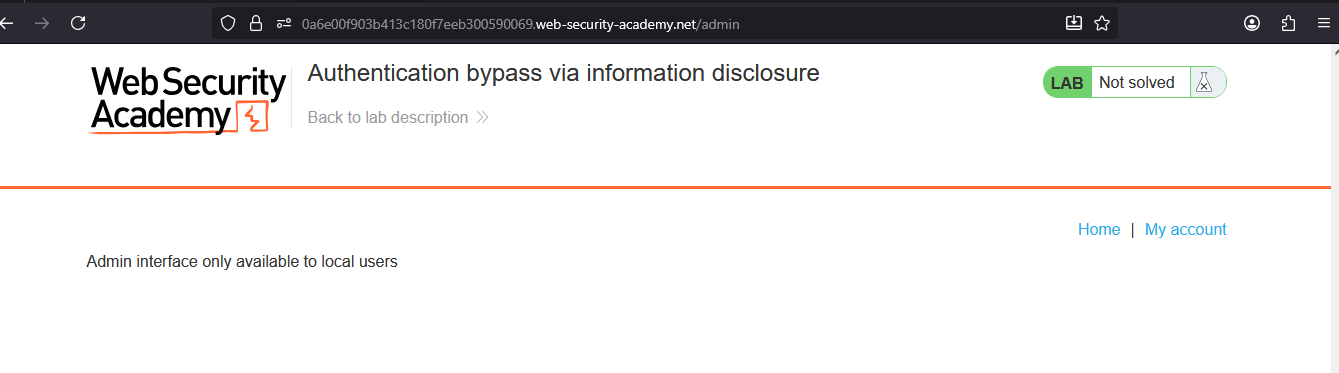 0a6e00f903b413c180f7eeb300590069.web-security-academy.net/admin
Web Security
Academy
Authentication bypass via information disclosure
Back to lab description
LAB Not solved
Home | My account
Admin interface only available to local users